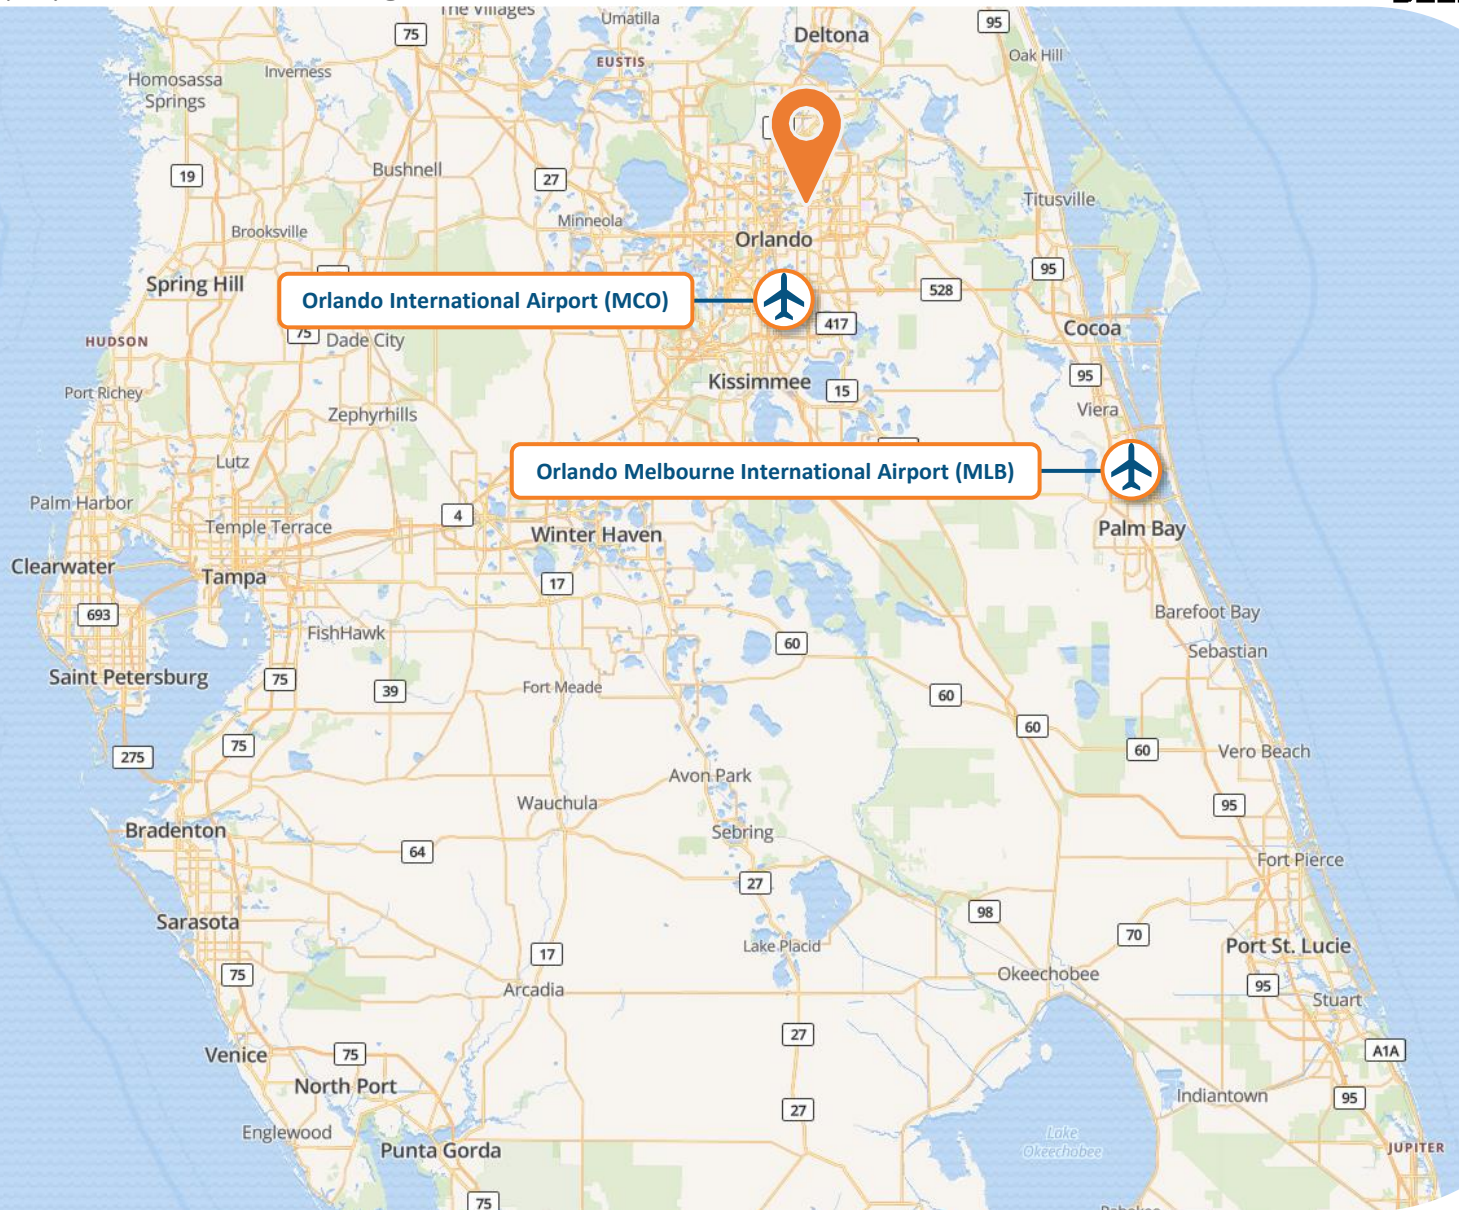 The Villages
Umatilla
75
95
Deltona
Oak Hill
EUSTIS
Homosassa
Springs
Inverness
19
Bushnell
27
Titusville
Minneola
Brooksville
Orlando
Spring Hill
95
528
Orlando International Airport (MCO)
417
Cocoa
75
Dade City
HUDSON
95
Kissimmee
15
Port Richey
Viera
Zephyrhills
Lutz
Orlando Melbourne International Airport (MLB)
Palm Harbor
4
Temple Terrace
Winter Haven
Palm Bay
Clearwater
Tampa
17
693
Barefoot Bay
FishHawk
60
Sebastian
Saint Petersburg
75
39
Fort Meade
60
60
75
275
60
Vero Beach
Avon Park
Wauchula
95
Bradenton
Sebring
64
Fort Pierce
27
98
Sarasota
70
Port St. Lucie
Lake Placid
17
75
Okeechobee
95
Arcadia
Stuart
27
Venice
75
A1A
North Port
Indiantown
95
27
Englewood
Lake
Okeechobee
Punta Gorda
JUPITER
75